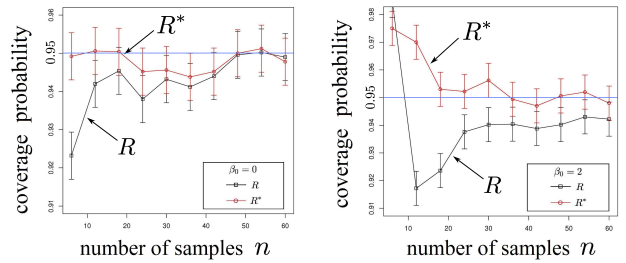 coverage probability
0.91 0.92 0.93 0.94 0.95 0.96
R*
R
β₀ = 0
R
R*
10 20 30 40 50 60
number of samples n
coverage probability
0.91 0.92 0.93 0.94 0.95 0.96 0.97 0.98
R*
R
β₀ = 2
R
R*
10 20 30 40 50 60
number of samples n